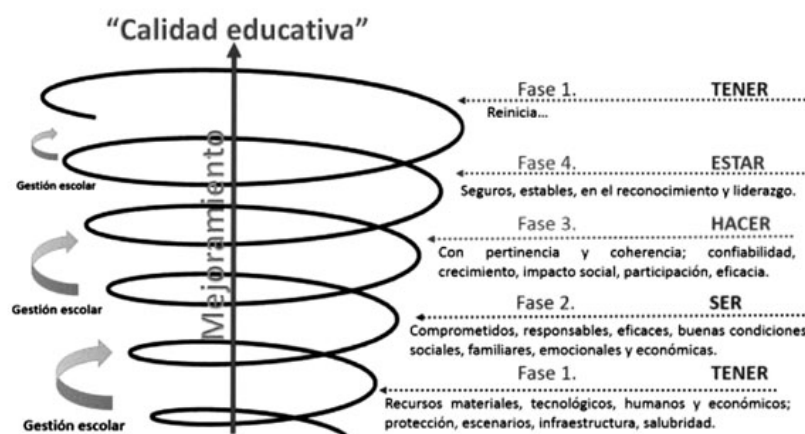 “Calidad educativa”
Fase 1. TENER
Reinicia...
Gestión escolar
Fase 4. ESTAR
Seguros, estables, en el reconocimiento y liderazgo.
Mejoramiento
Fase 3. HACER
Con pertinencia y coherencia; confiabilidad,
crecimiento, impacto social, participación, eficacia.
Gestión escolar
Fase 2. SER
Comprometidos, responsables, eficaces, buenas condiciones
sociales, familiares, emocionales y económicas.
Fase 1. TENER
Recursos materiales, tecnológicos, humanos y económicos;
protección, escenarios, infraestructura, salubridad.
Gestión escolar